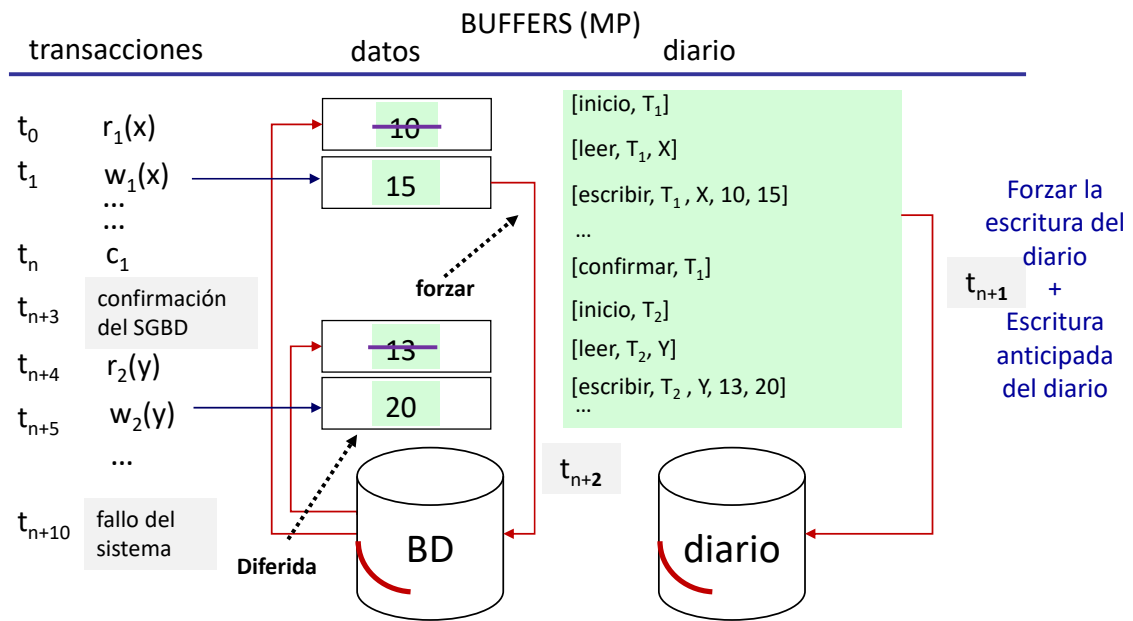 BUFFERS (MP)
transacciones
datos
diario
t₀
r₁(x)
t₁
w₁(x)
...
...
tₙ
c₁
tₙ₊₃
confirmación
del SGBD
tₙ₊₄
r₂(y)
tₙ₊₅
w₂(y)
...
tₙ₊₁₀
fallo del
sistema
10
15
forzar
13
20
Diferida
BD
tₙ₊₂
[inicio, T₁]
[leer, T₁, X]
[escribir, T₁ , X, 10, 15]
...
[confirmar, T₁]
[inicio, T₂]
[leer, T₂, Y]
[escribir, T₂ , Y, 13, 20]
...
diario
tₙ₊₁
Forzar la
escritura del
diario
+
Escritura
anticipada
del diario